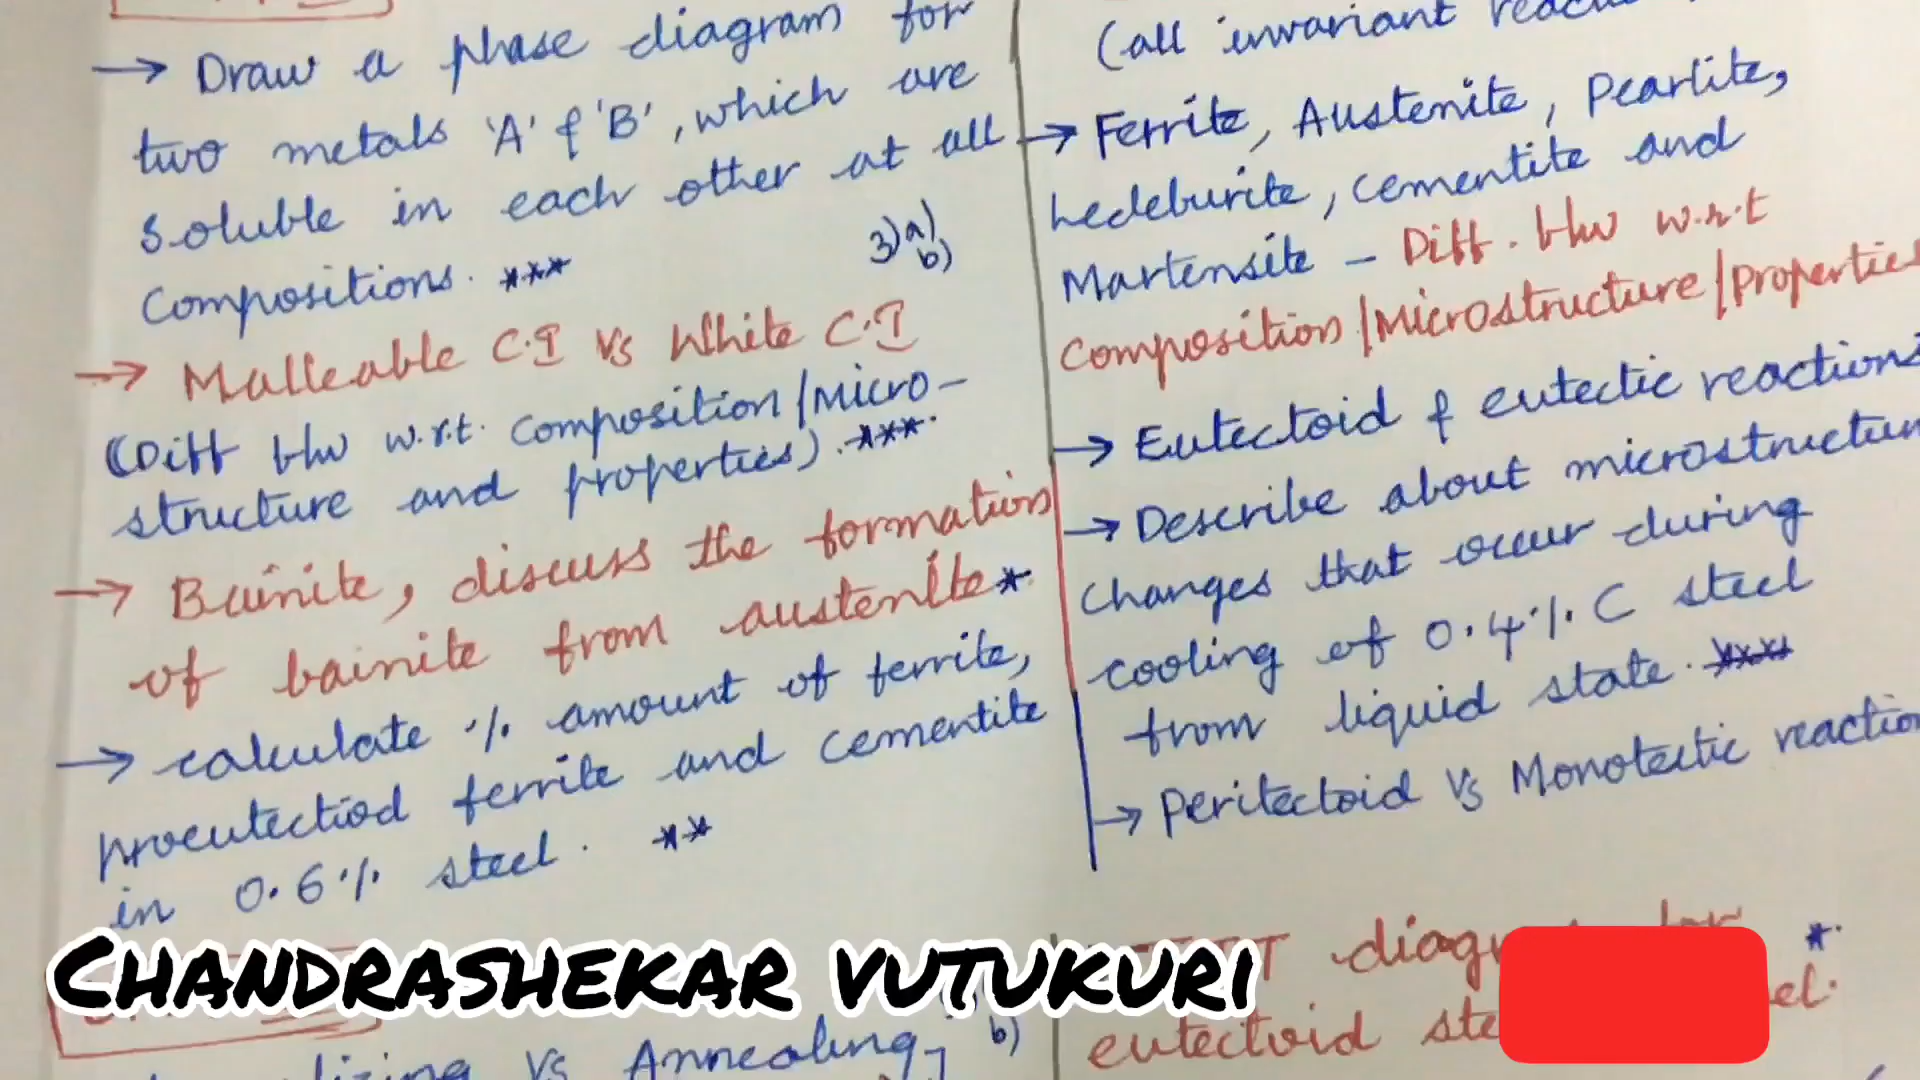 → Draw a phase diagram for
two metals 'A' & 'B', which are
soluble in each other at all
Compositions. ***
3) a)
b)
→ Malleable C.I Vs White C.I
(Diff b/w w.r.t. Composition/Micro-
structure and properties). ***
→ Bainite, discuss the formation
of bainite from austenite *
→ calculate % amount of ferrite,
proeutectiod ferrite and cementite
in 0.6% steel. **
Vs Annealing,
b)
(all invariant
→ Ferrite, Austenite, Pearlite,
Ledeburite, cementite and
Martensite - Diff. b/w w.r.t
Composition/Microstructure/Properties
→ Eutectoid & eutectic reactions
→ Describe about
changes that occur during
cooling of 0.4% C steel
from liquid state. ****
→ Peritectoid Vs Monotectic
eutectoid
CHANDRASHEKAR VUTUKURI